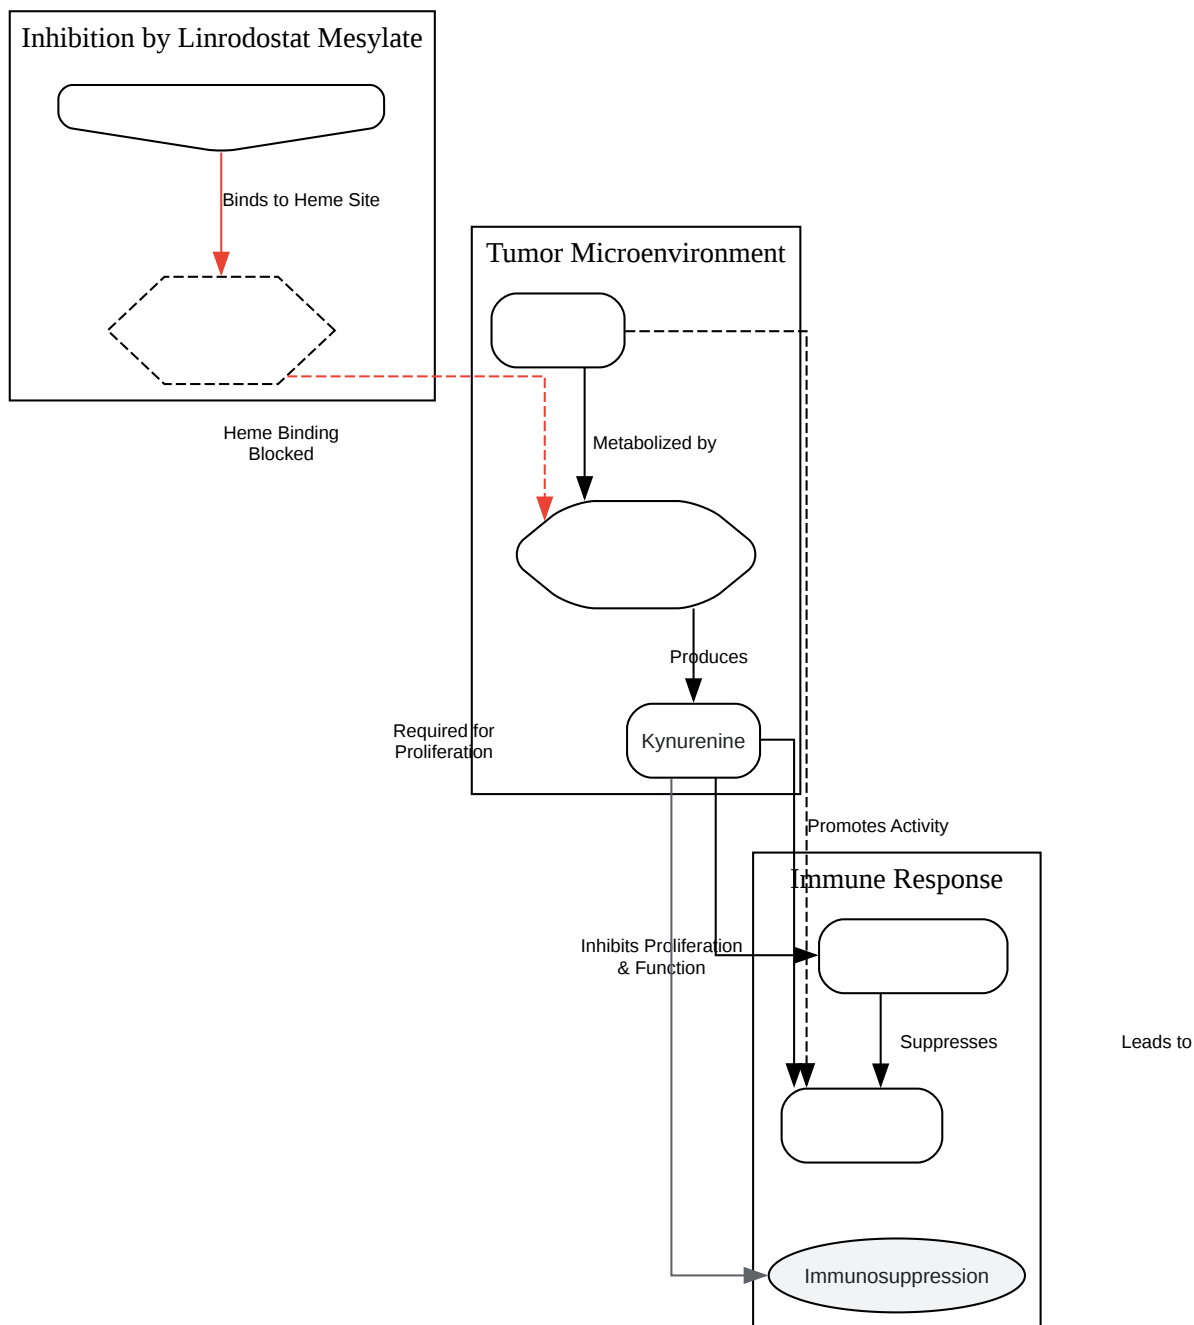 Inhibition by Linrodostat Mesylate
Binds to Heme Site
Tumor Microenvironment
Heme Binding
Blocked
Metabolized by
Produces
Required for
Proliferation
Kynurenine
Promotes Activity
Immune Response
Inhibits Proliferation
& Function
Suppresses
Leads to
Immunosuppression